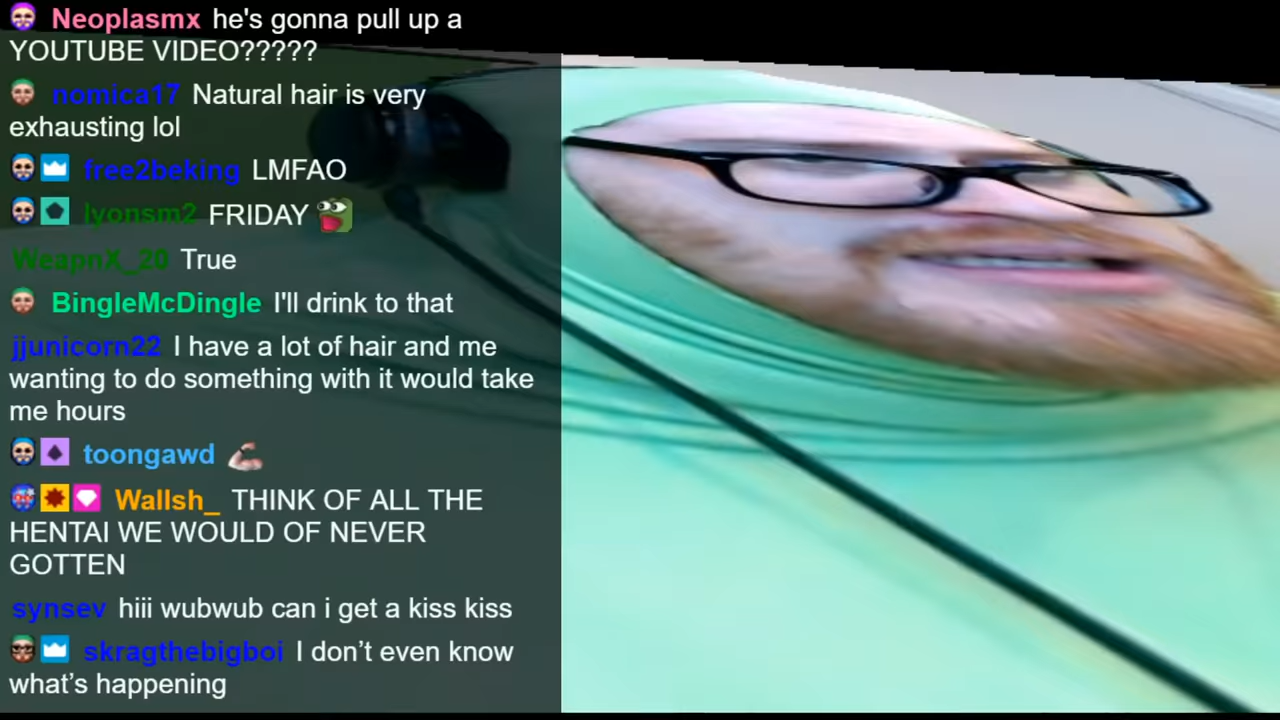 Neoplasmx he's gonna pull up a
YOUTUBE VIDEO?????
nomica17 Natural hair is very
exhausting lol
free2beking LMFAO
lyonsm2 FRIDAY
WeapnX_20 True
BingleMcDingle I'll drink to that
jjunicorn22 I have a lot of hair and me
wanting to do something with it would take
me hours
toongawd
Wallsh_ THINK OF ALL THE
HENTAI WE WOULD OF NEVER
GOTTEN
synsev hiii wubwub can i get a kiss kiss
skragthebigboi I don’t even know
what’s happening